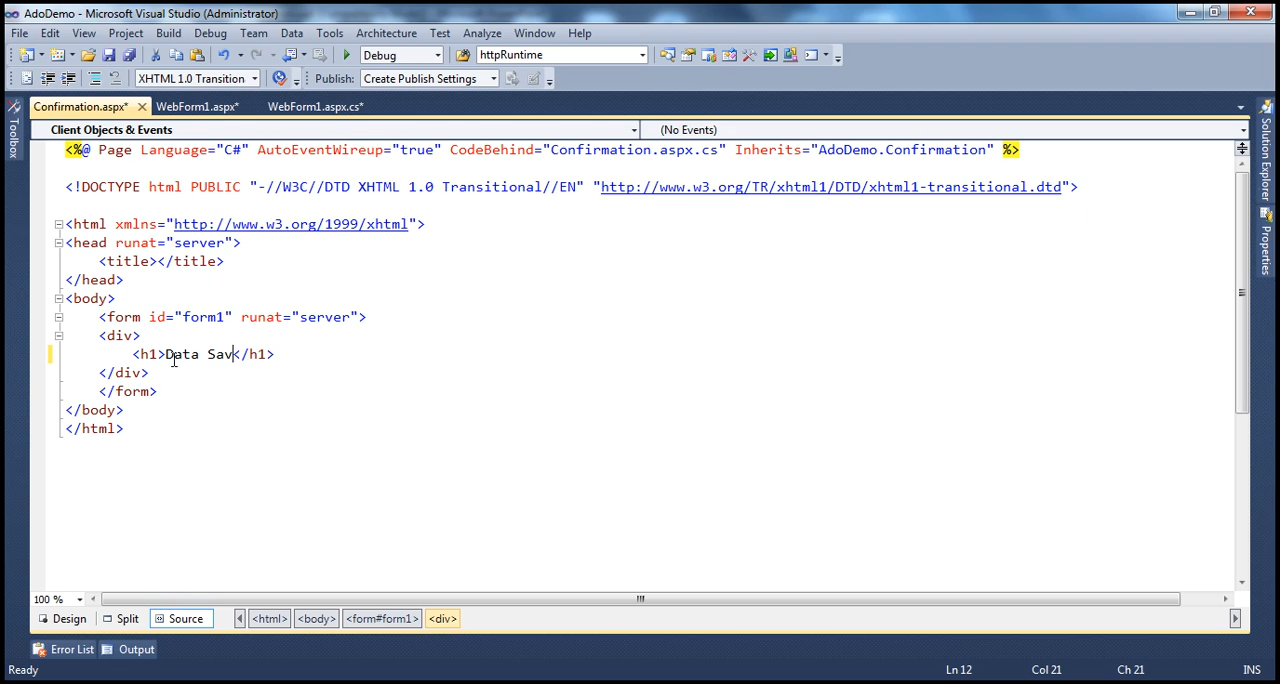 AdoDemo - Microsoft Visual Studio (Administrator)
File Edit View Project Build Debug Team Data Tools Architecture Test Analyze Window Help
Debug httpRuntime
XHTML 1.0 Transition Publish: Create Publish Settings
Confirmation.aspx* WebForm1.aspx* WebForm1.aspx.cs*
Client Objects & Events (No Events)
Toolbox
Solution Explorer
Properties
<%@ Page Language="C#" AutoEventWireup="true" CodeBehind="Confirmation.aspx.cs" Inherits="AdoDemo.Confirmation" %>
<!DOCTYPE html PUBLIC "-//W3C//DTD XHTML 1.0 Transitional//EN" "http://www.w3.org/TR/xhtml1/DTD/xhtml1-transitional.dtd">
<html xmlns="http://www.w3.org/1999/xhtml">
<head runat="server">
<title></title>
</head>
<body>
<form id="form1" runat="server">
<div>
<h1>Data Sav</h1>
</div>
</form>
</body>
</html>
100 %
Design Split Source <html> <body> <form#form1> <div>
Error List Output
Ready Ln 12 Col 21 Ch 21 INS